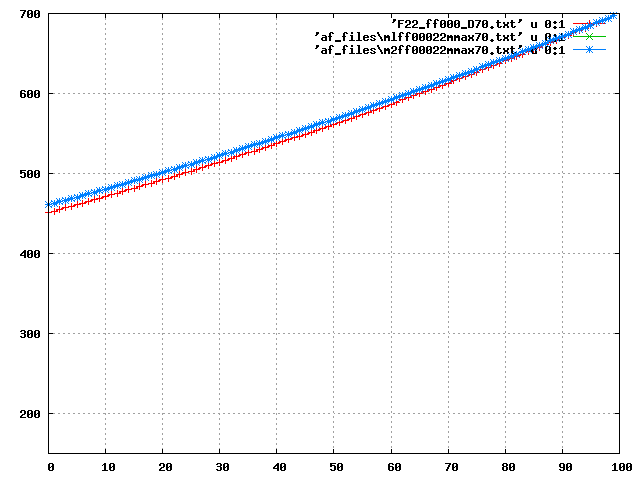 700
600
500
400
300
200
'F22_ff000_D70.txt' u 0:1
'af_files\m1ff00022mmax70.txt' u 0:1
'af_files\m2ff00022mmax70.txt' u 0:1
0 10 20 30 40 50 60 70 80 90 100